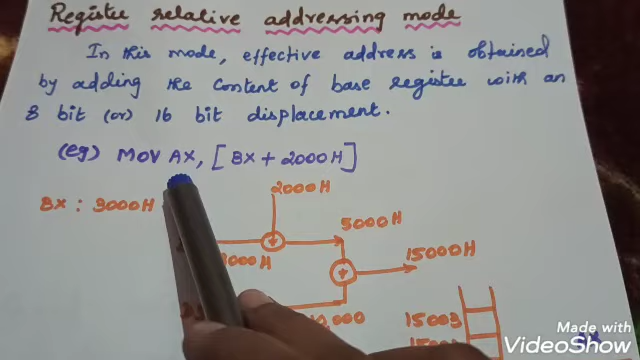 Register relative addressing mode
In this mode, effective address is obtained
by adding the content of base register with an
8 bit (or) 16 bit displacement.
(eg) MOV AX, [BX + 2000H]
2000H
BX : 3000H
5000H
15000H
15003
Made with
VideoShow